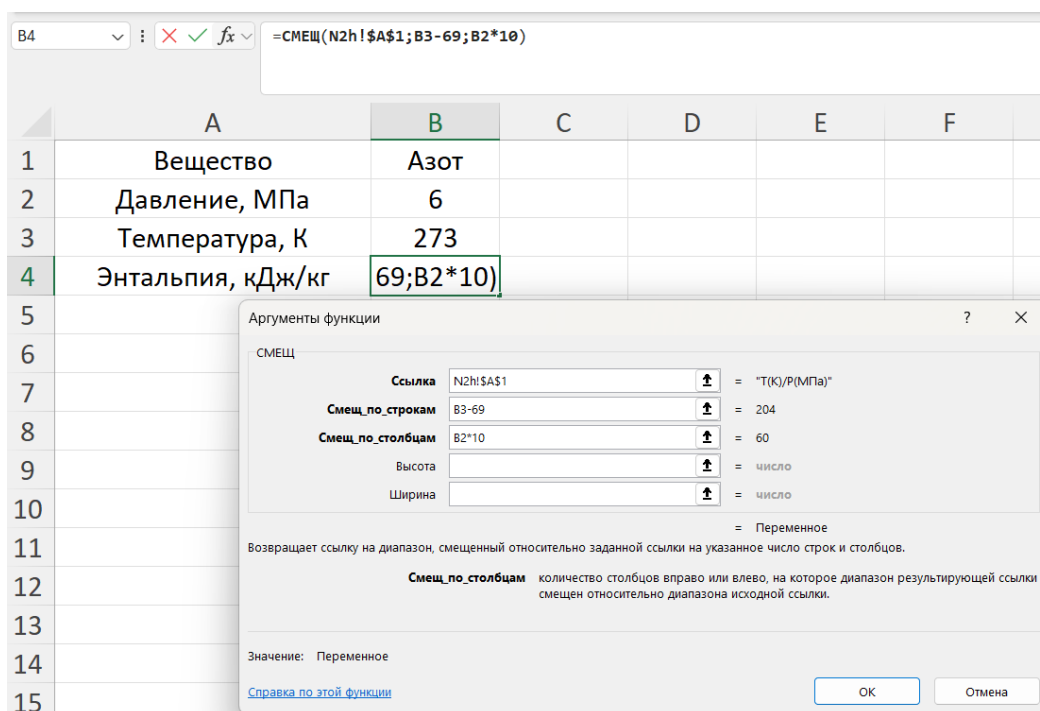 B4 fx =СМЕЩ(N2h!$A$1;B3-69;B2*10)
A B C D E F
1 Вещество Азот
2 Давление, МПа 6
3 Температура, К 273
4 Энтальпия, кДж/кг 69;B2*10)
5
Аргументы функции ? ×
6
СМЕЩ
7
Ссылка N2h!$A$1 = "T(K)/P(МПа)"
Смещ_по_строкам B3-69 = 204
8
Смещ_по_столбцам B2*10 = 60
9
Высота = число
Ширина = число
10
= Переменное
11
Возвращает ссылку на диапазон, смещенный относительно заданной ссылки на указанное число строк и столбцов.
12
Смещ_по_столбцам количество столбцов вправо или влево, на которое диапазон результирующей ссылки
смещен относительно диапазона исходной ссылки.
13
14
Значение: Переменное
15
Справка по этой функции ОК Отмена